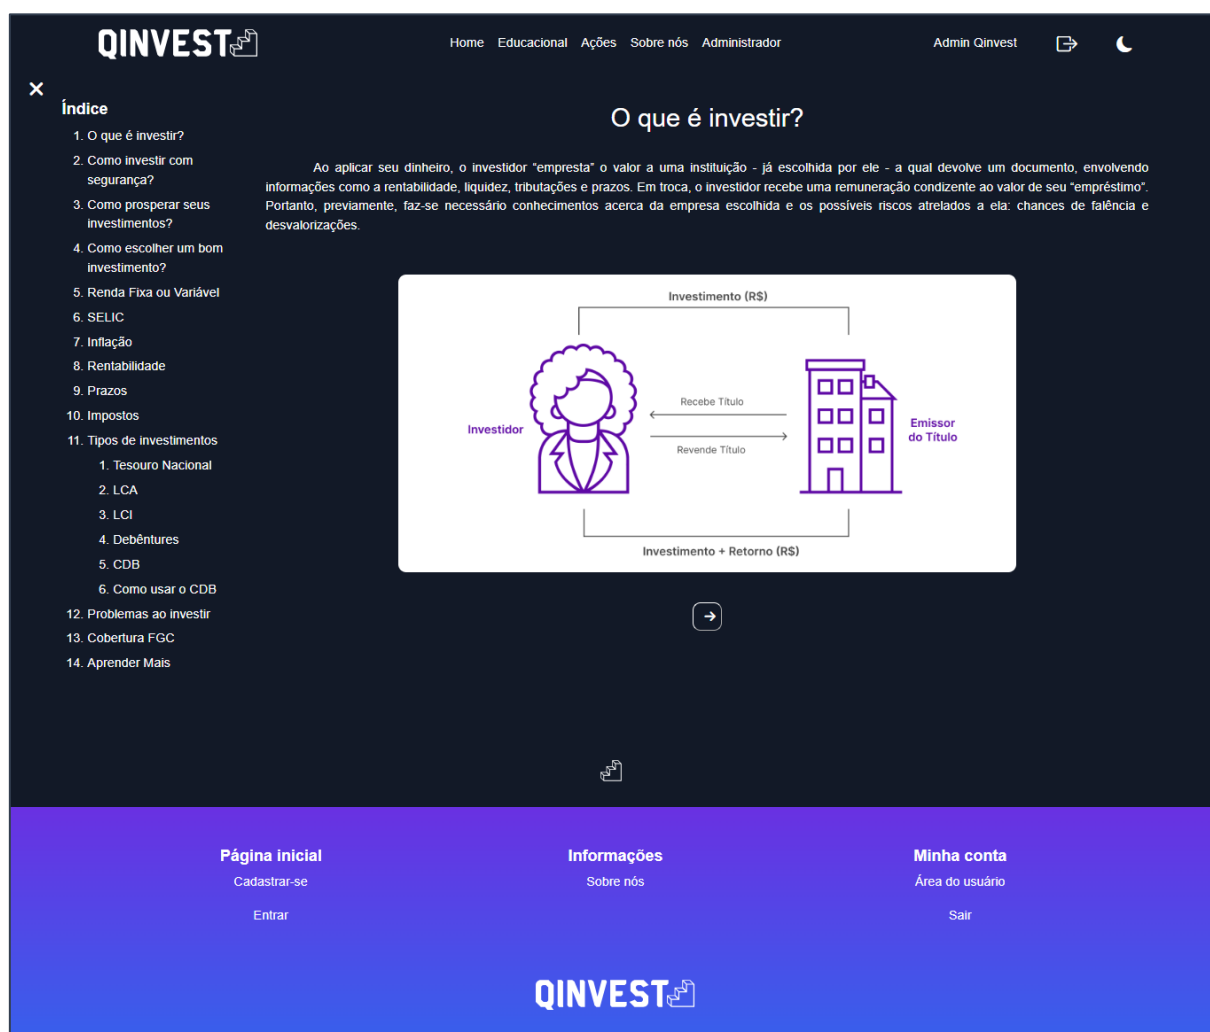 QINVEST
Home Educacional Ações Sobre nós Administrador
Admin Qinvest
Índice
1. O que é investir?
2. Como investir com
segurança?
3. Como prosperar seus
investimentos?
4. Como escolher um bom
investimento?
5. Renda Fixa ou Variável
6. SELIC
7. Inflação
8. Rentabilidade
9. Prazos
10. Impostos
11. Tipos de investimentos
1. Tesouro Nacional
2. LCA
3. LCI
4. Debêntures
5. CDB
6. Como usar o CDB
12. Problemas ao investir
13. Cobertura FGC
14. Aprender Mais
O que é investir?
Ao aplicar seu dinheiro, o investidor “empresta” o valor a uma instituição - já escolhida por ele - a qual devolve um documento, envolvendo
informações como a rentabilidade, liquidez, tributações e prazos. Em troca, o investidor recebe uma remuneração condizente ao valor de seu “empréstimo”.
Portanto, previamente, faz-se necessário conhecimentos acerca da empresa escolhida e os possíveis riscos atrelados a ela: chances de falência e
desvalorizações.
Investimento (R$)
Investidor
Recebe Título
Revende Título
Emissor
do Título
Investimento + Retorno (R$)
Página inicial
Cadastrar-se
Entrar
Informações
Sobre nós
Minha conta
Área do usuário
Sair
QINVEST